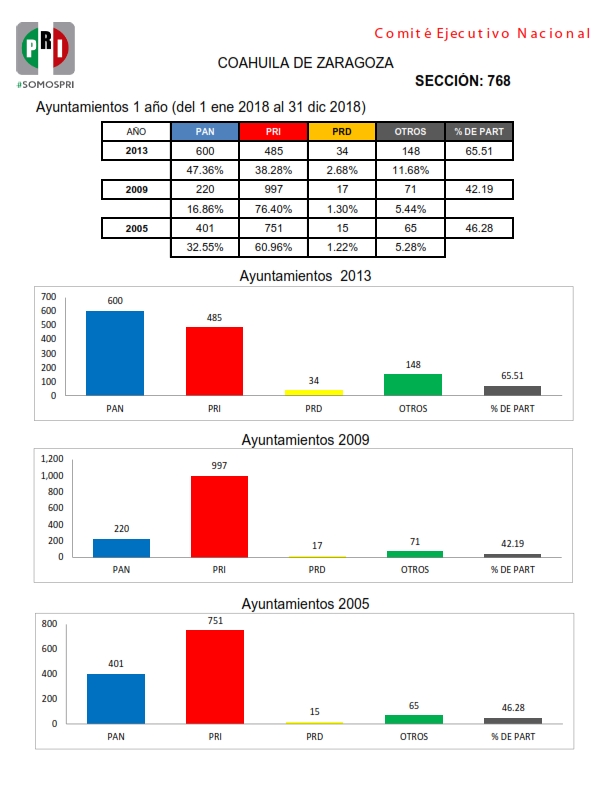 PRI
#SOMOSPRI
Comité Ejecutivo Nacional
COAHUILA DE ZARAGOZA
SECCIÓN: 768
Ayuntamientos 1 año (del 1 ene 2018 al 31 dic 2018)
AÑO PAN PRI PRD OTROS % DE PART
2013 600 485 34 148 65.51
47.36% 38.28% 2.68% 11.68%
2009 220 997 17 71 42.19
16.86% 76.40% 1.30% 5.44%
2005 401 751 15 65 46.28
32.55% 60.96% 1.22% 5.28%
Ayuntamientos 2013
700
600
500
400
300
200
100
0
600 485 34 148 65.51
PAN PRI PRD OTROS % DE PART
Ayuntamientos 2009
1,200
1,000
800
600
400
200
0
220 997 17 71 42.19
PAN PRI PRD OTROS % DE PART
Ayuntamientos 2005
800
600
400
200
0
401 751 15 65 46.28
PAN PRI PRD OTROS % DE PART